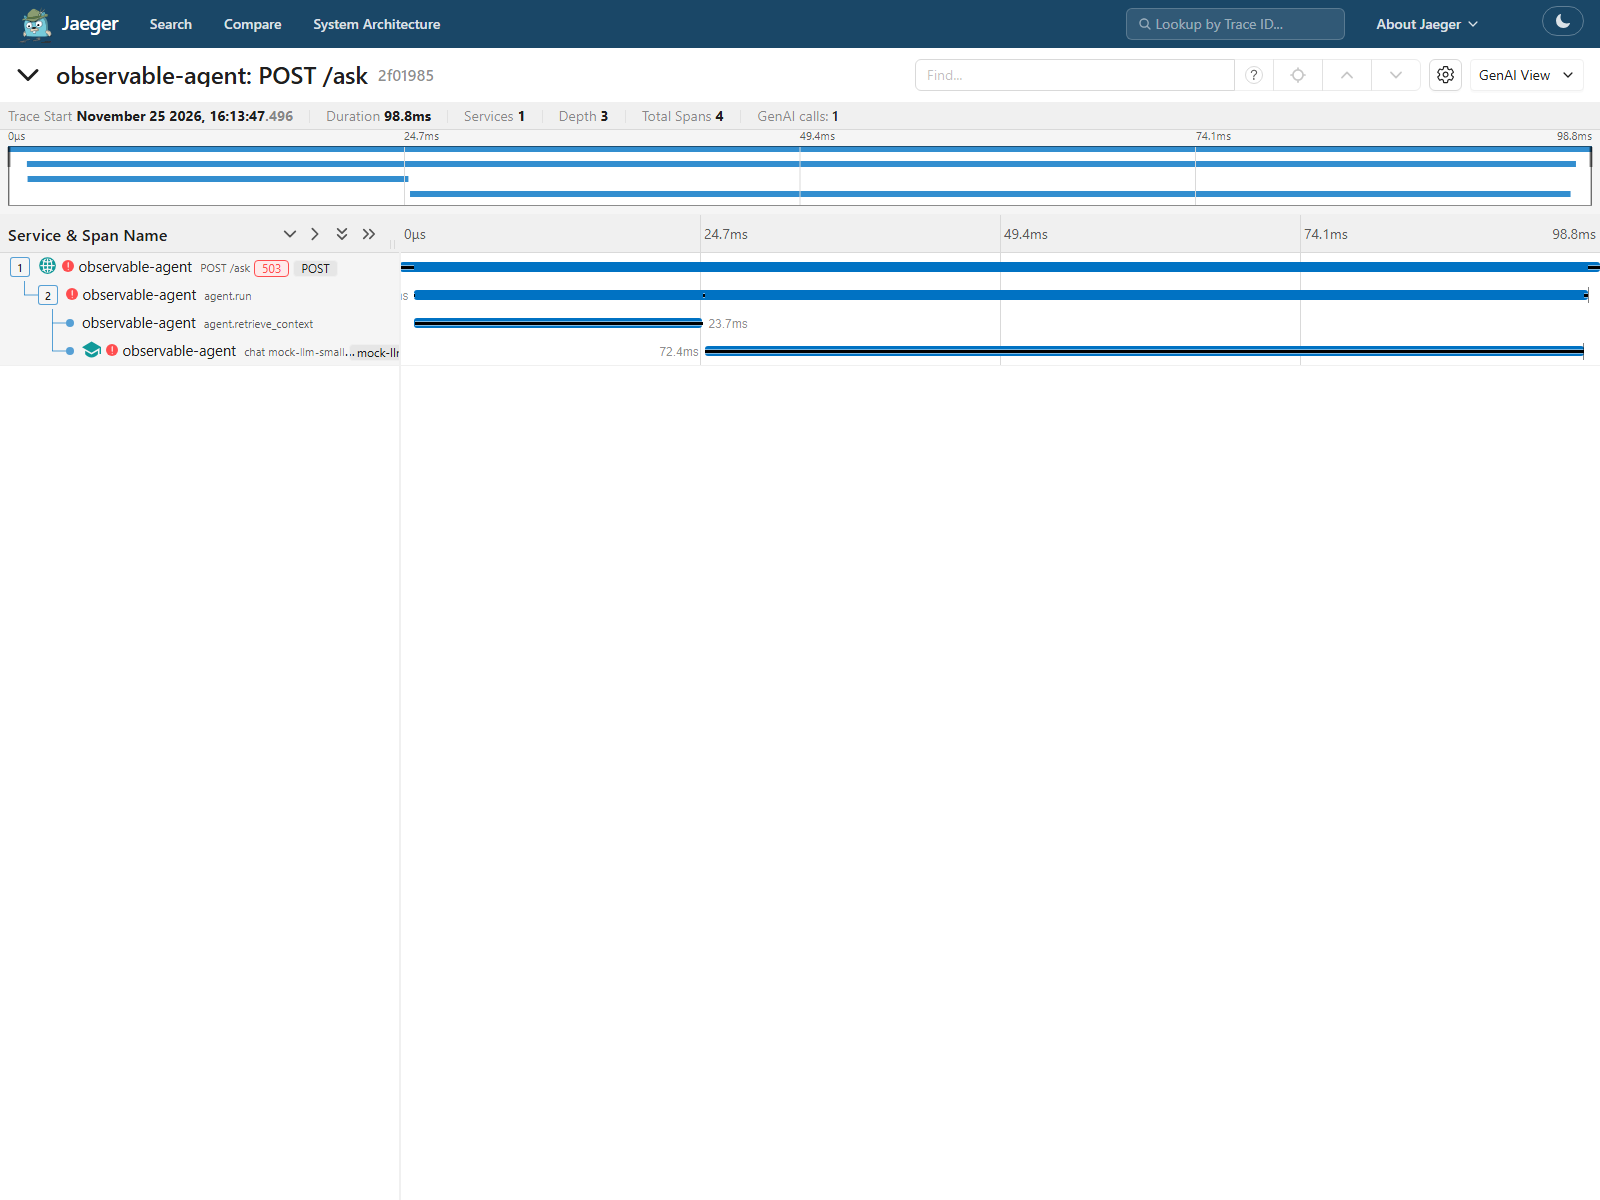 Jaeger Search Compare System Architecture Lookup by Trace ID... About Jaeger
observable-agent: POST /ask 2f01985 Find... ? GenAI View
Trace Start November 25 2026, 16:13:47.496 Duration 98.8ms Services 1 Depth 3 Total Spans 4 GenAI calls: 1
0μs 24.7ms 49.4ms 74.1ms 98.8ms
Service & Span Name 0μs 24.7ms 49.4ms 74.1ms 98.8ms
1 observable-agent POST /ask 503 POST
2 observable-agent agent.run
observable-agent agent.retrieve_context 23.7ms
observable-agent chat mock-llm-small... mock-ll 72.4ms